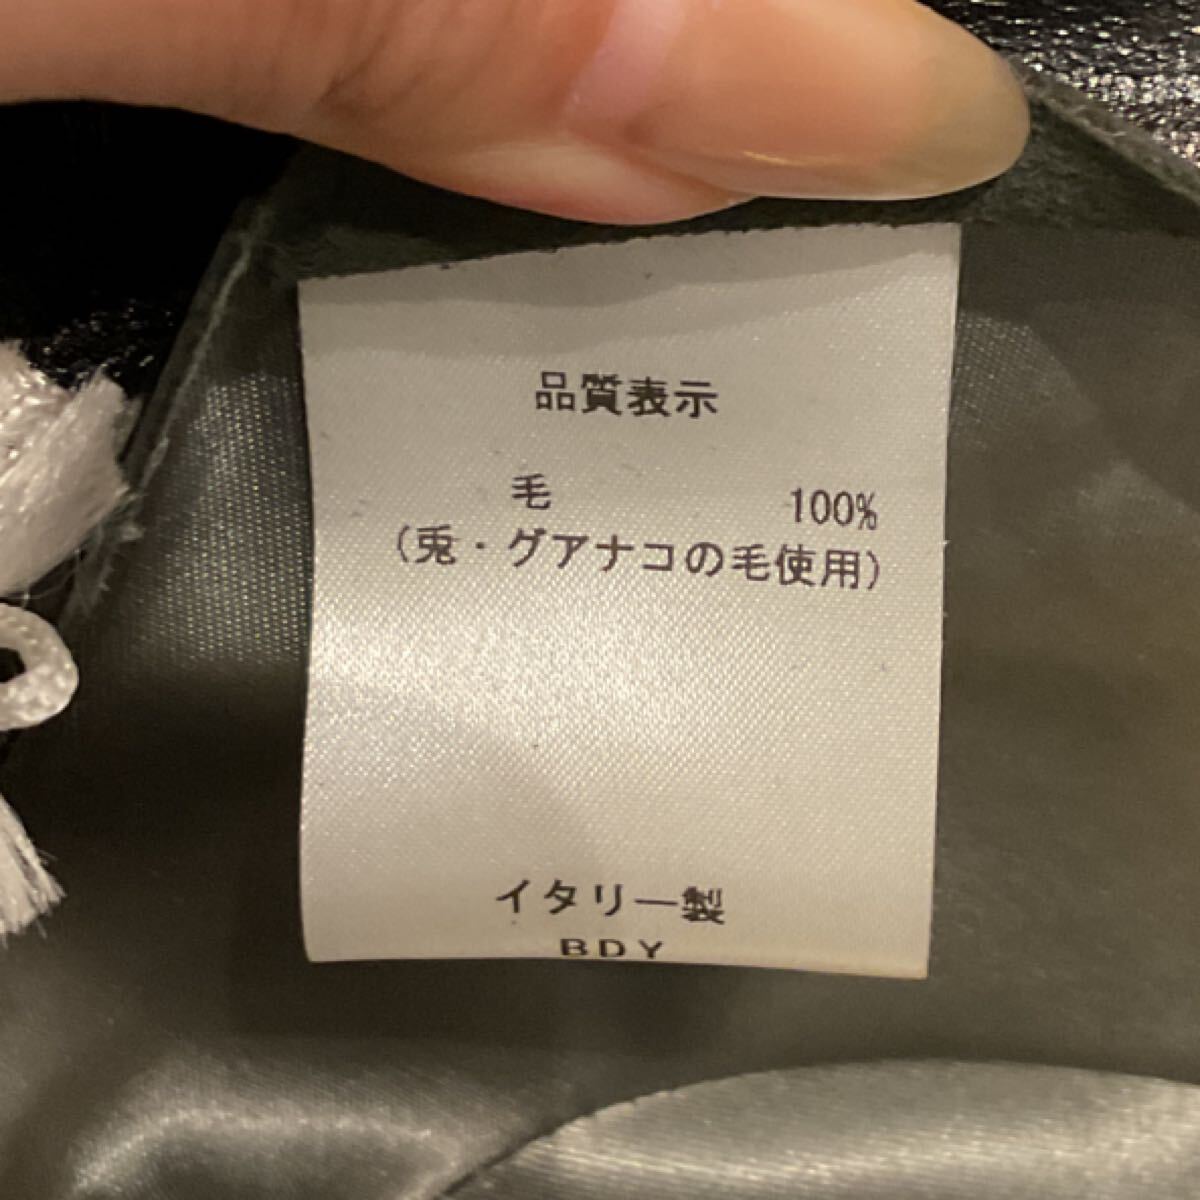 品質表示
毛 100%
(兎・グアナコの毛使用)
イタリー製
BDY